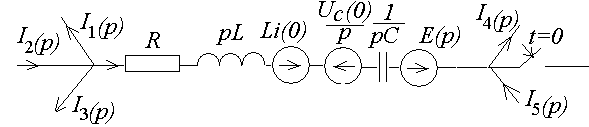 I1(p)
I2(p)
I3(p)
R
pL
Li(0)
Uc(0)
p
1
pC
E(p)
I4(p)
t=0
I5(p)